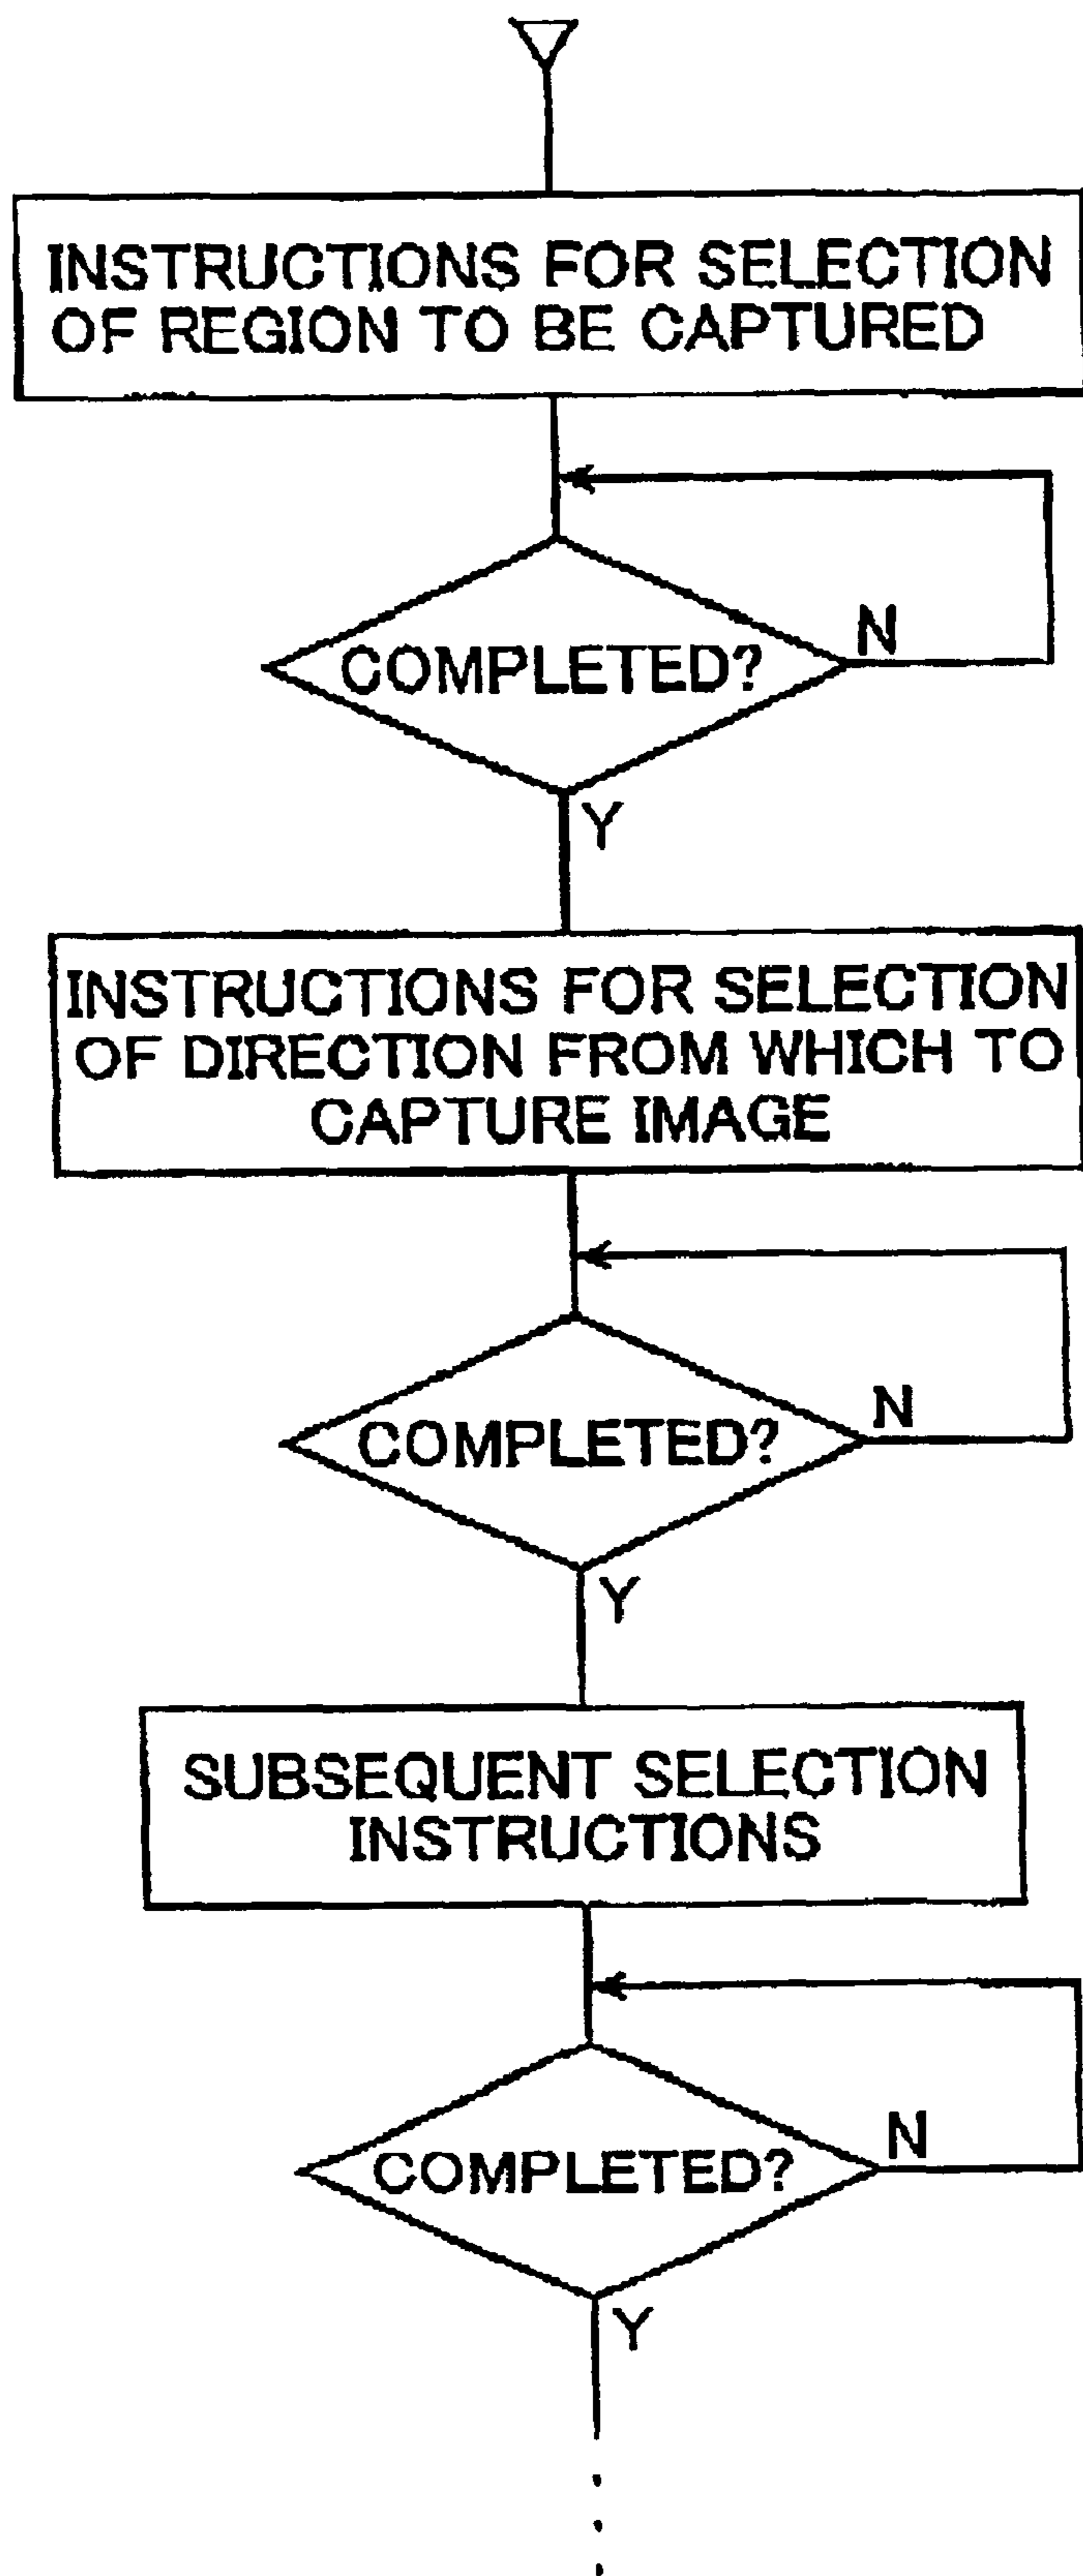 INSTRUCTIONS FOR SELECTION
OF REGION TO BE CAPTURED
COMPLETED?
N
Y
INSTRUCTIONS FOR SELECTION
OF DIRECTION FROM WHICH TO
CAPTURE IMAGE
COMPLETED?
N
Y
SUBSEQUENT SELECTION
INSTRUCTIONS
COMPLETED?
N
Y